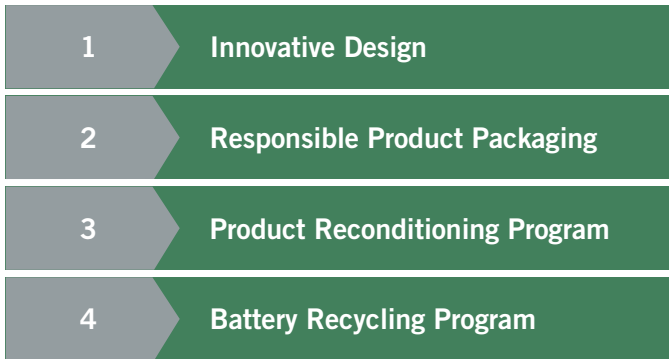 1 Innovative Design
2 Responsible Product Packaging
3 Product Reconditioning Program
4 Battery Recycling Program